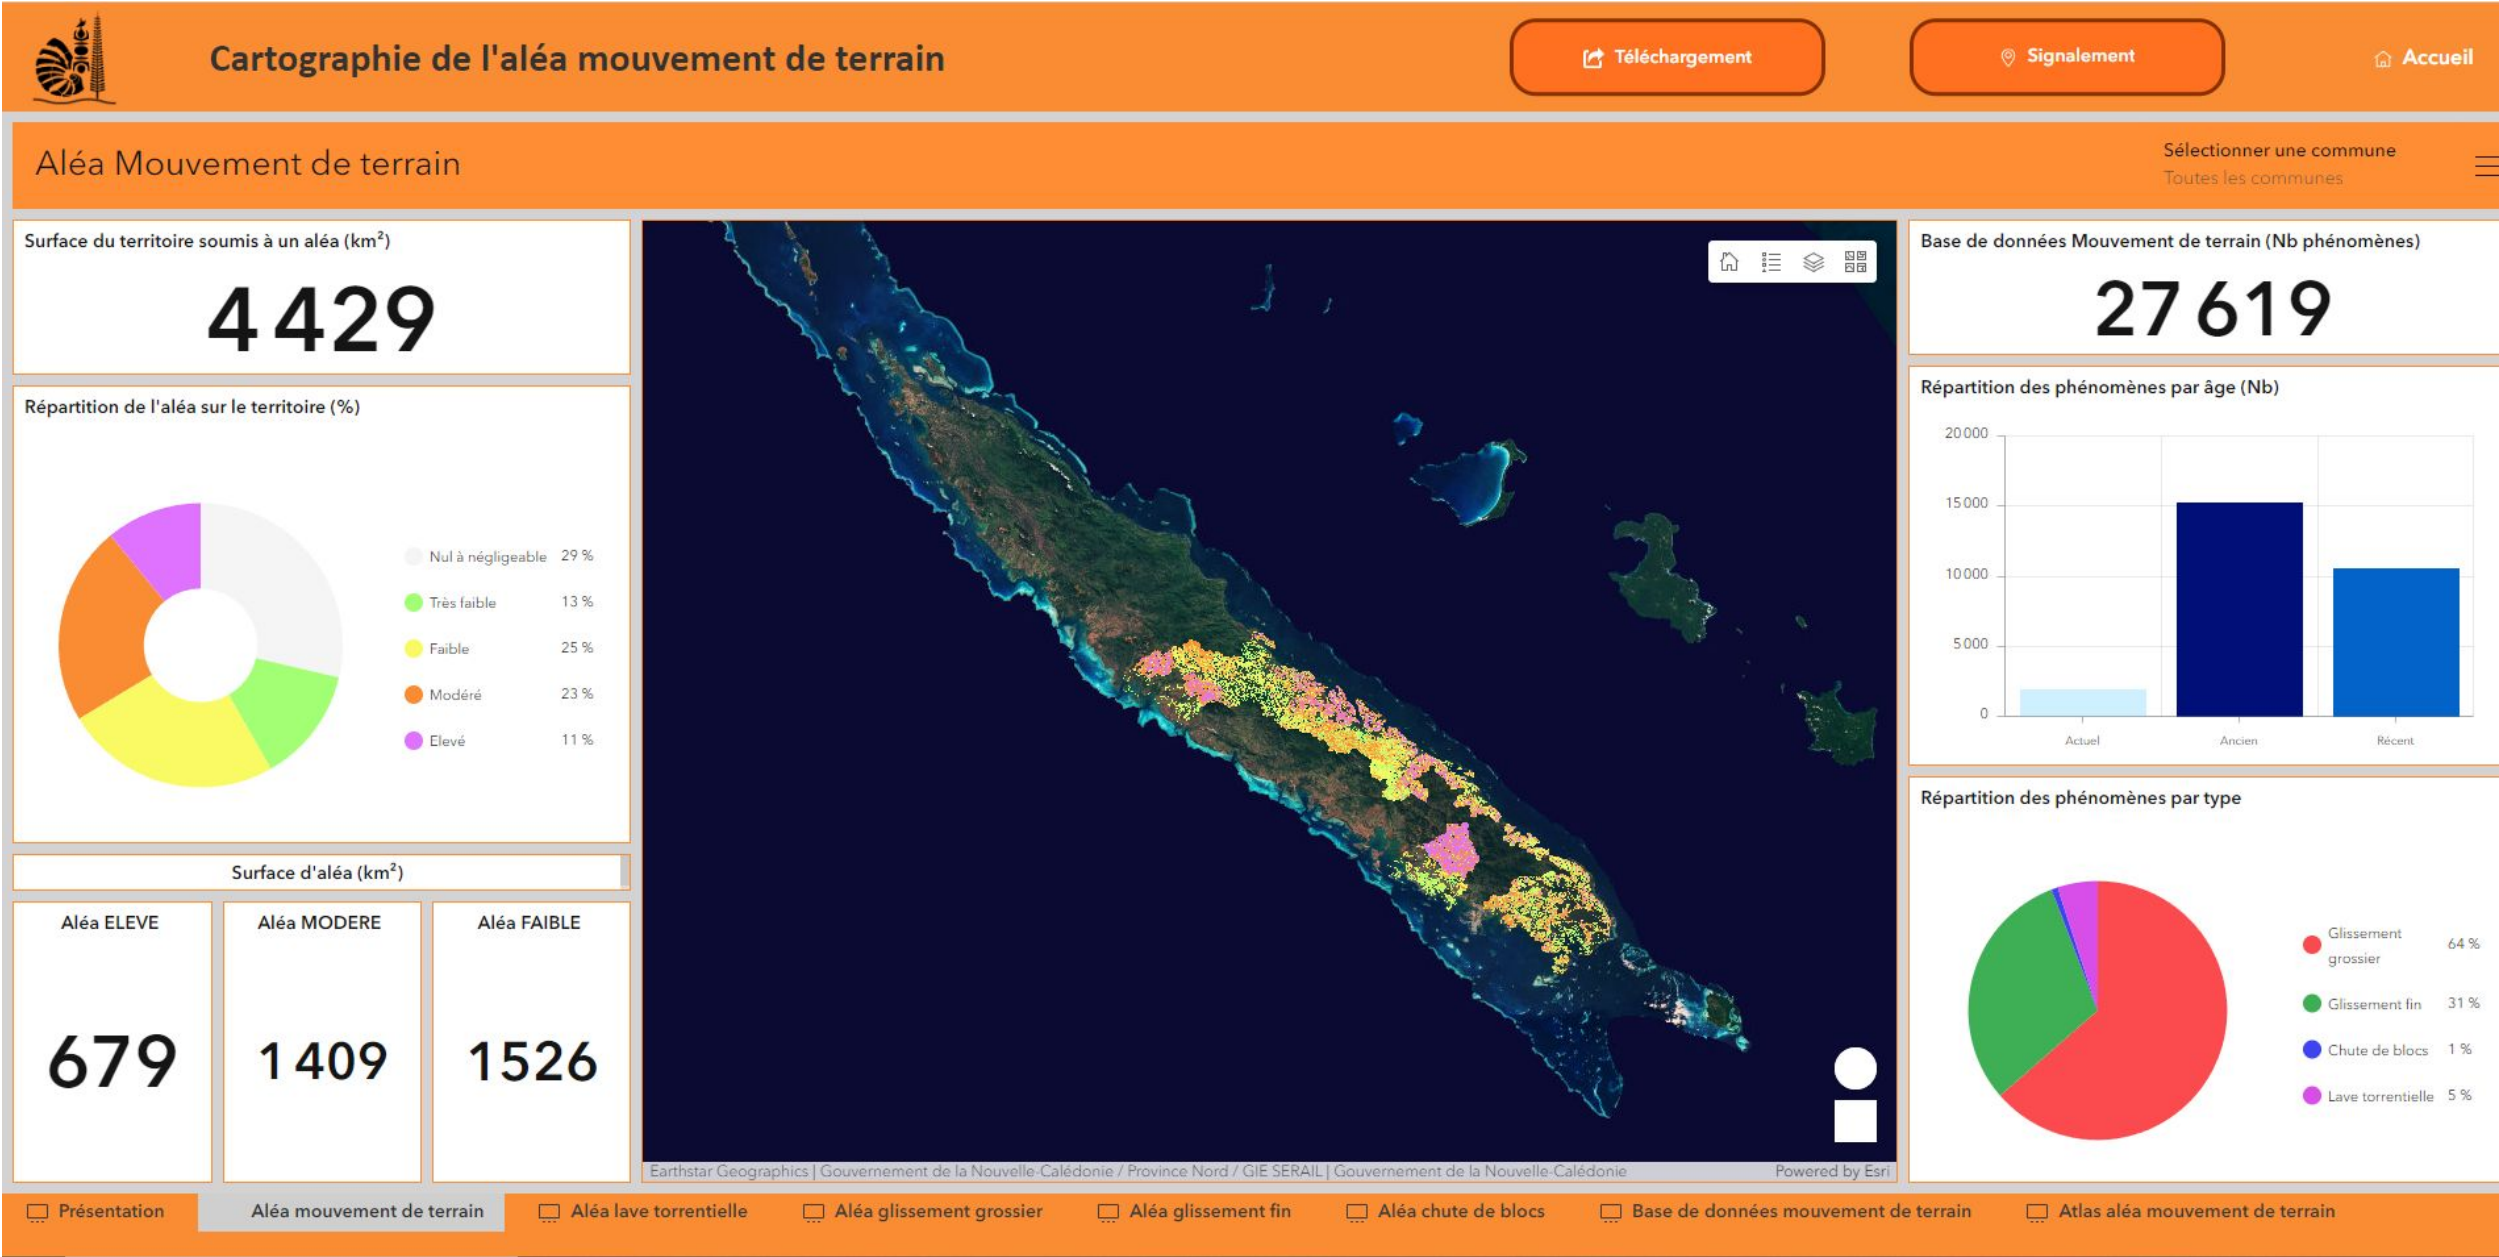 Cartographie de l'aléa mouvement de terrain
Téléchargement
Signalement
Accueil
Aléa Mouvement de terrain
Sélectionner une commune
Toutes les communes
Surface du territoire soumis à un aléa (km²)
4 429
Répartition de l'aléa sur le territoire (%)
Nul à négligeable 29 %
Très faible 13 %
Faible 25 %
Modéré 23 %
Elevé 11 %
Surface d'aléa (km²)
Aléa ELEVE
679
Aléa MODERE
1 409
Aléa FAIBLE
1 526
Earthstar Geographics | Gouvernement de la Nouvelle-Calédonie / Province Nord / GIE SERAIL | Gouvernement de la Nouvelle-Calédonie
Powered by Esri
Base de données Mouvement de terrain (Nb phénomènes)
27 619
Répartition des phénomènes par âge (Nb)
20 000
15 000
10 000
5 000
0
Actuel Ancien Récent
Répartition des phénomènes par type
Glissement
grossier 64 %
Glissement fin 31 %
Chute de blocs 1 %
Lave torrentielle 5 %
Présentation
Aléa mouvement de terrain
Aléa lave torrentielle
Aléa glissement grossier
Aléa glissement fin
Aléa chute de blocs
Base de données mouvement de terrain
Atlas aléa mouvement de terrain